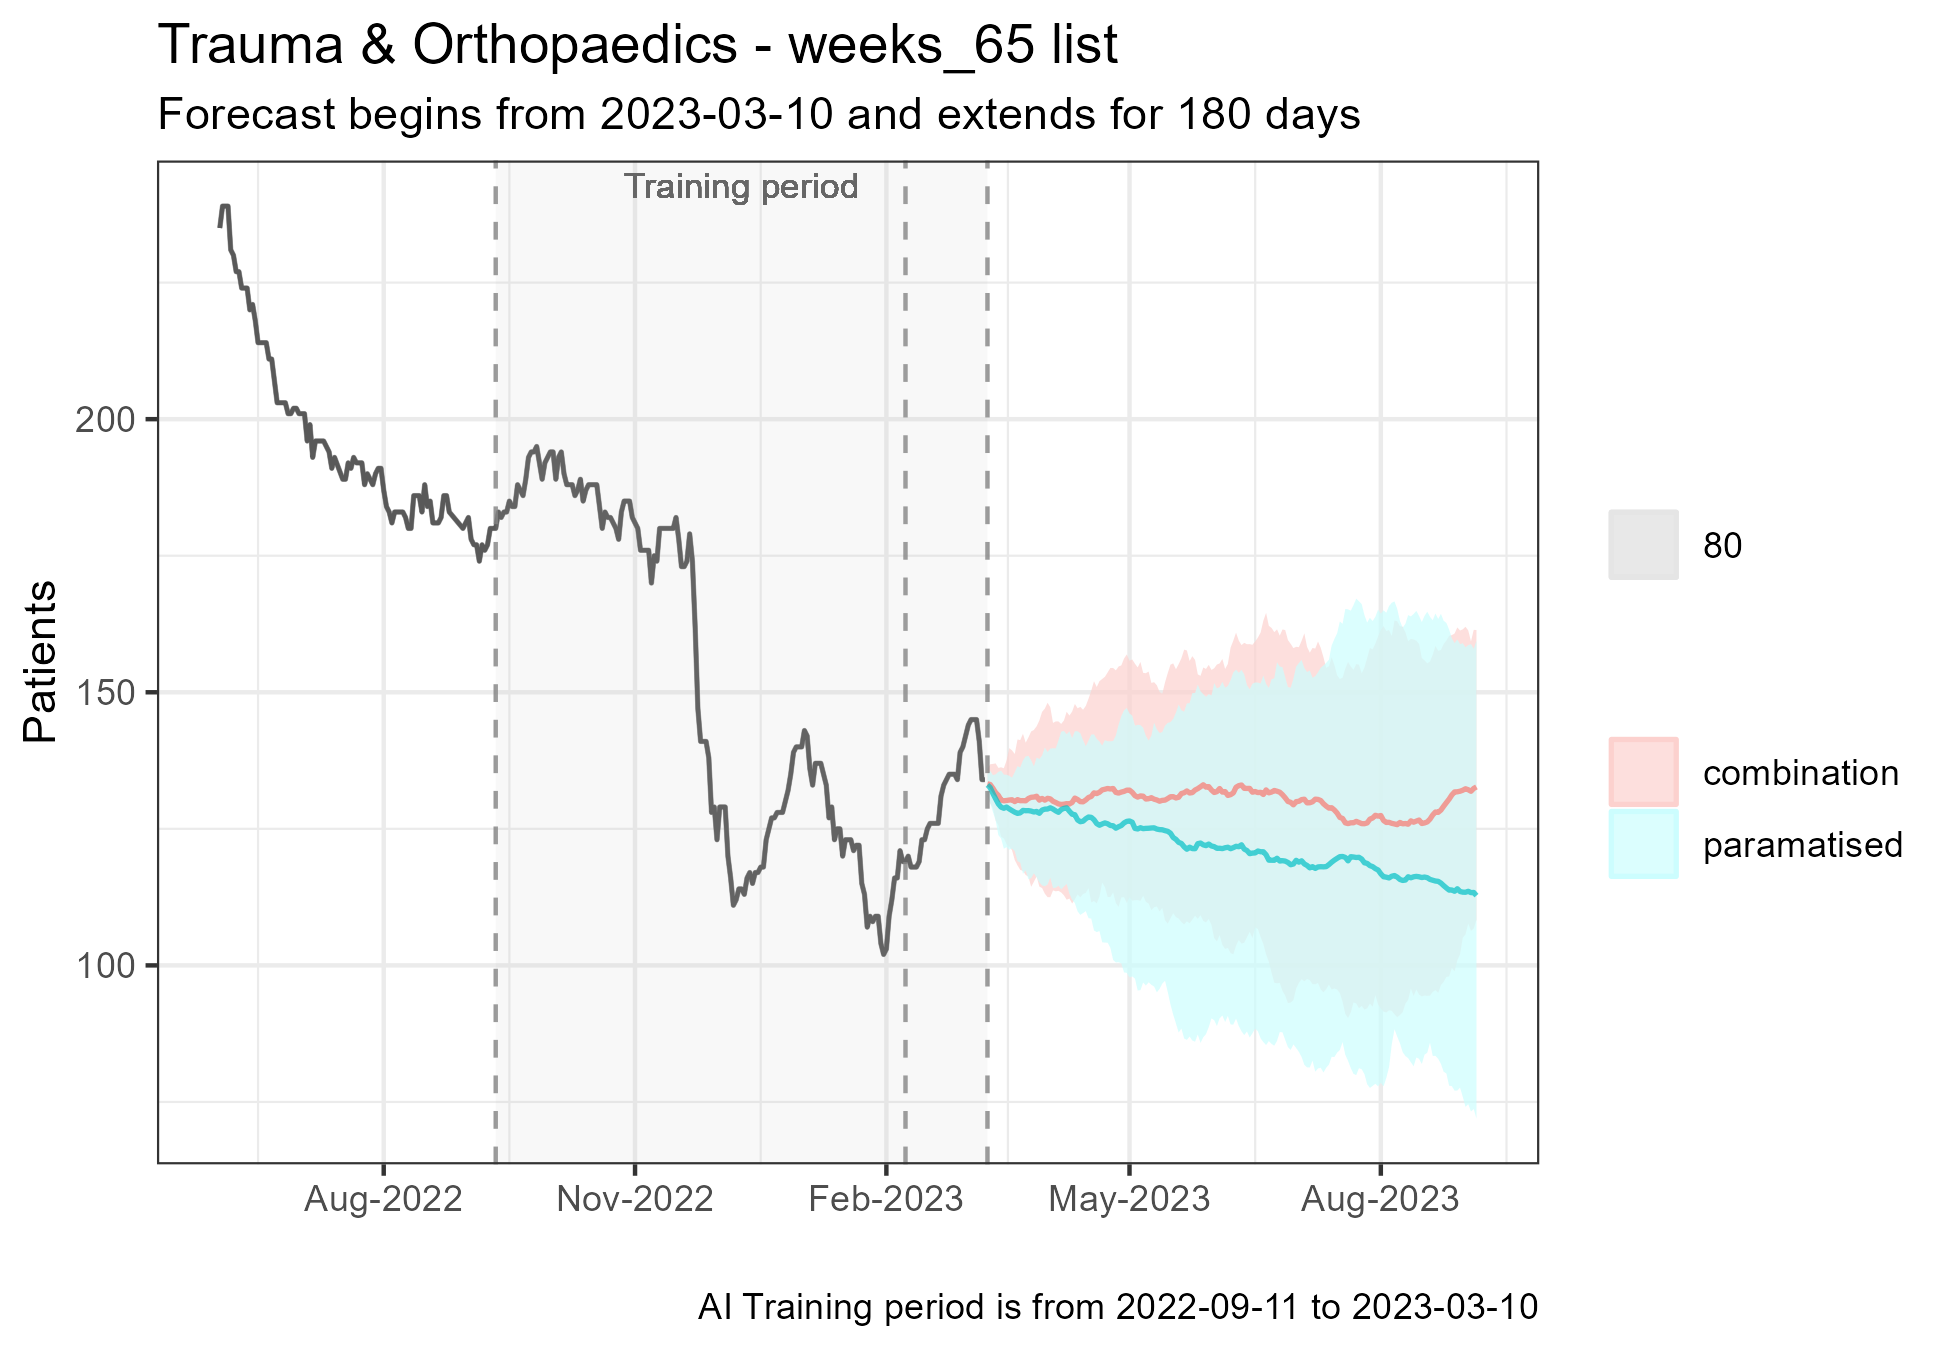 Trauma & Orthopaedics - weeks_65 list
Forecast begins from 2023-03-10 and extends for 180 days
Training period
Patients
200
150
100
Aug-2022
Nov-2022
Feb-2023
May-2023
Aug-2023
80
combination
paramatised
AI Training period is from 2022-09-11 to 2023-03-10